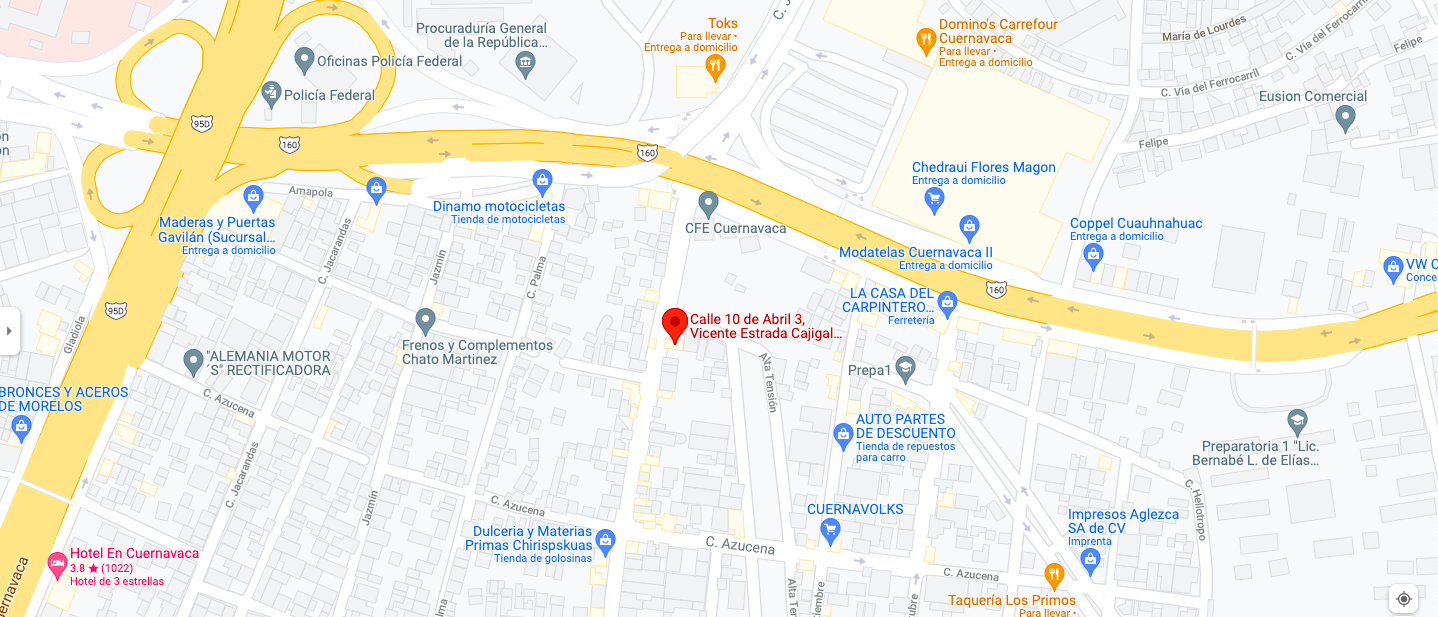 Toks
Para llevar •
Entrega a domicilio
Domino's Carrefour
Cuernavaca
Para llevar •
Entrega a domicilio
María de Lourdes
C. Vía del Ferrocarril
Felipe
Procuraduría General
de la República...
Oficinas Policía Federal
Policía Federal
C. Vía del Ferrocarril
Eusion Comercial
95D
160
160
Felipe
Chedraui Flores Magon
Entrega a domicilio
Amapola
Dinamo motocicletas
Tienda de motocicletas
Maderas y Puertas
Gavilán (Sucursal...
Entrega a domicilio
CFE Cuernavaca
Coppel Cuauhnahuac
Entrega a domicilio
C. Jacarandas
Jazmín
C. Palma
Modatelas Cuernavaca II
Entrega a domicilio
VW C
Conce
160
LA CASA DEL
CARPINTERO...
Ferretería
95D
Gladiola
Calle 10 de Abril 3,
Vicente Estrada Cajigal...
Frenos y Complementos
Chato Martinez
"ALEMANIA MOTOR
´S" RECTIFICADORA
Alta Tensión
Prepa1
BRONCES Y ACEROS
DE MORELOS
C. Azucena
AUTO PARTES
DE DESCUENTO
Tienda de repuestos
para carro
Preparatoria 1 "Lic.
Bernabé L. de Elías...
C. Jacarandas
Jazmín
C. Azucena
CUERNAVOLKS
C. Heliotropo
Impresos Aglezca
SA de CV
Imprenta
Dulceria y Materias
Primas Chirispskuas
Tienda de golosinas
C. Azucena
Hotel En Cuernavaca
3.8 ★ (1022)
Hotel de 3 estrellas
C. Azucena
Taquería Los Primos
Para llevar •
ernavaca
lma
Alta Te
tiembre
ubre